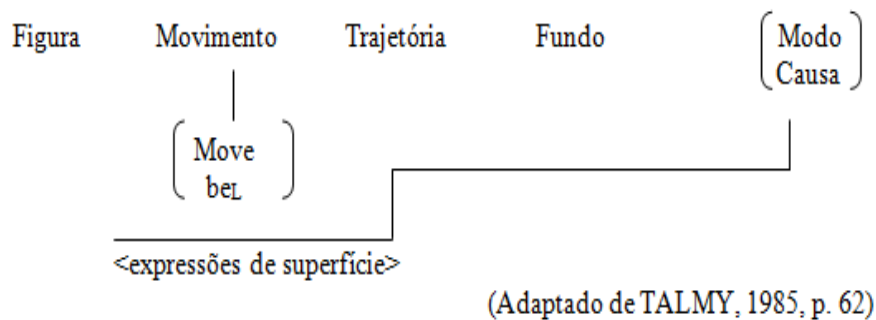 Figura Movimento Trajetória Fundo Modo
Causa
Move
beL
<expressões de superfície>
(Adaptado de TALMY, 1985, p. 62)